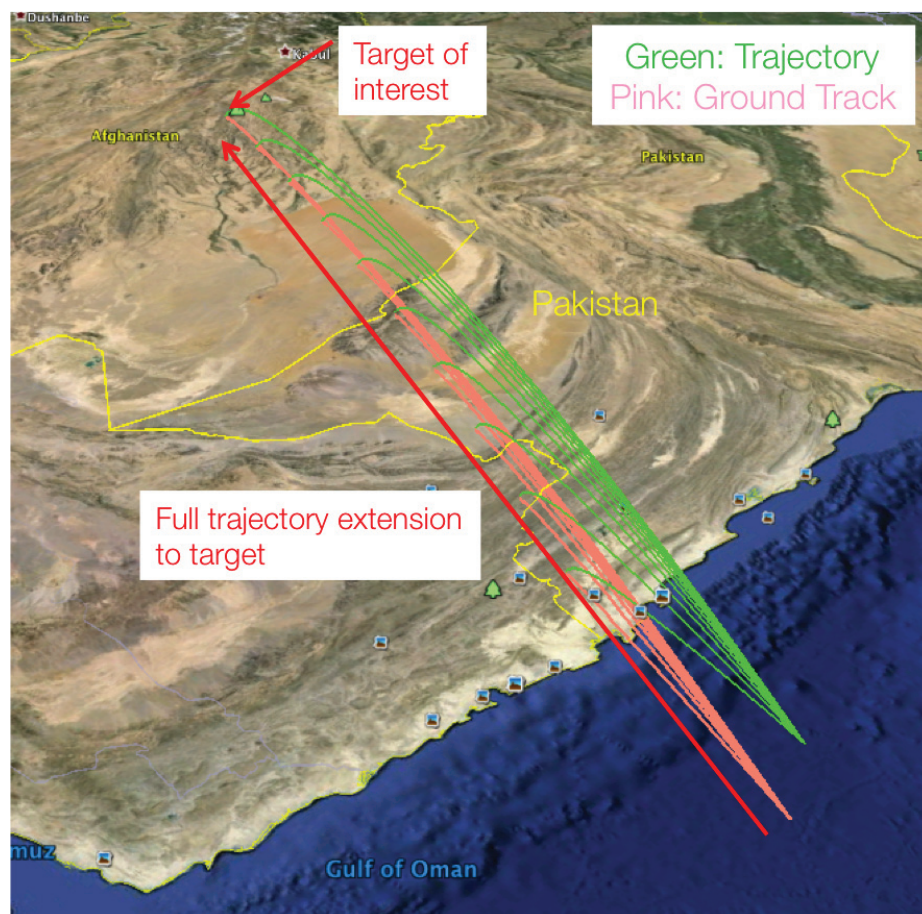 Dushanbe
Kabul
Target of
interest
Green: Trajectory
Pink: Ground Track
Afghanistan
Pakistan
Pakistan
Full trajectory extension
to target
muz
Gulf of Oman